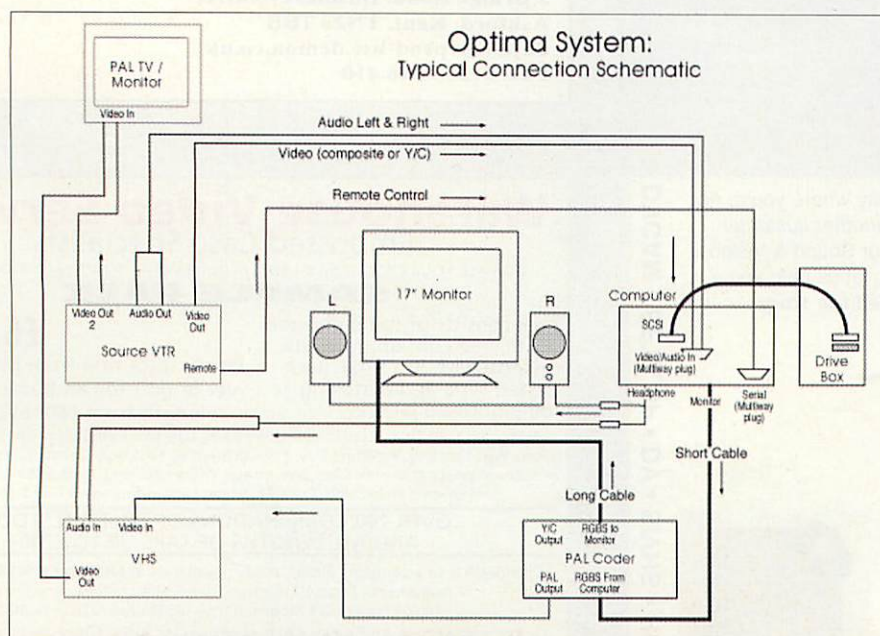 Optima System:
Typical Connection Schematic
PAL TV /
Monitor
Video In
Audio Left & Right
Video (composite or Y/C)
Remote Control
Video Out
2
Audio Out
Video
Out
Source VTR
Remote
L
17" Monitor
R
Computer
SCSI
Video/Audio In
(Multiway plug)
Headphone
Monitor
Serial
(Multiway
plug)
Drive
Box
Short Cable
Long Cable
Audio In
Video In
VHS
Video
Out
Y/C
Output
RGBS to
Monitor
PAL Coder
PAL
Output
RGBS From
Computer